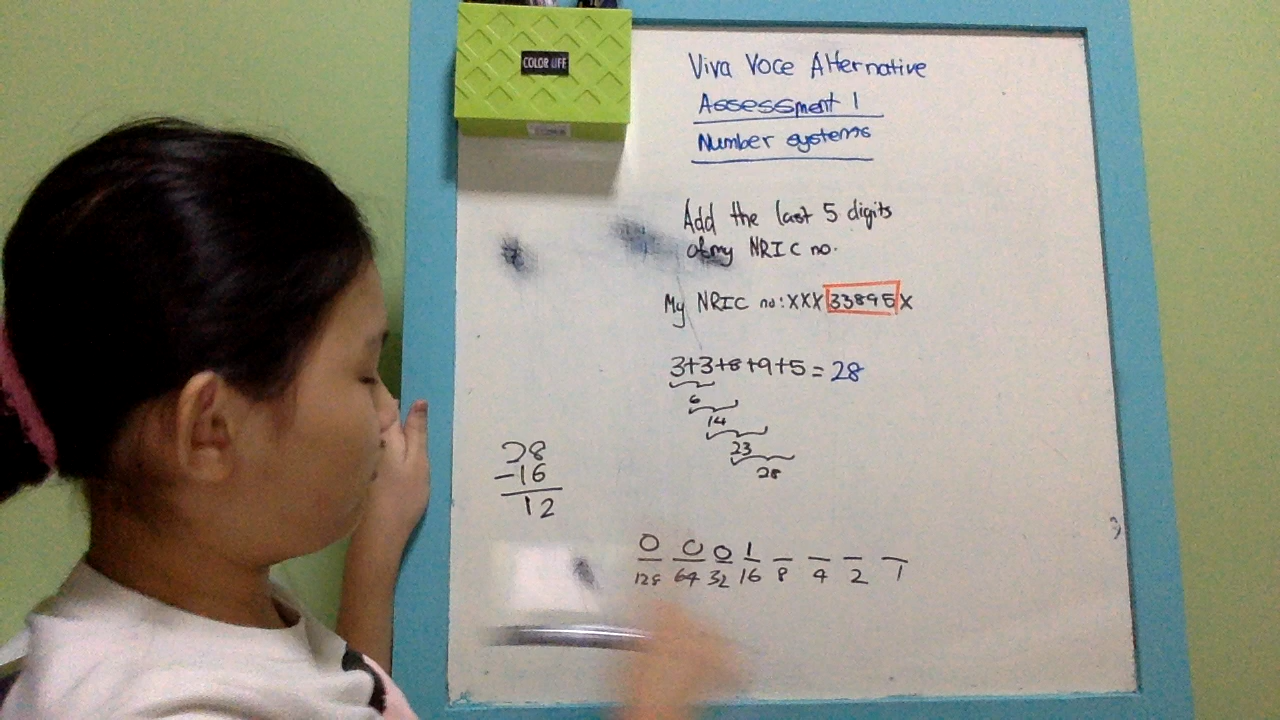 COLOR LIFE
Viva Voce Alternative
Assessment 1
Number systems
Add the last 5 digits
of my NRIC no.
My NRIC no: XXX 33895 X
3+3+8+9+5 = 28
6
14
23
28
28
-16
12
0 0 0 1 _ _ _ _
128 64 32 16 8 4 2 1